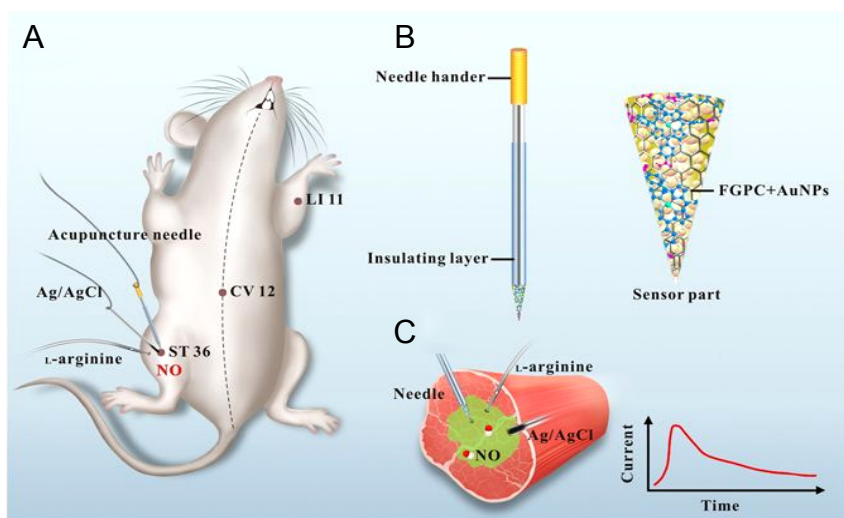 A
LI 11
Acupuncture needle
Ag/AgCl
CV 12
L-arginine
ST 36
NO
B
Needle hander
FGPC+AuNPs
Insulating layer
Sensor part
C
L-arginine
Needle
Ag/AgCl
NO
Current
Time